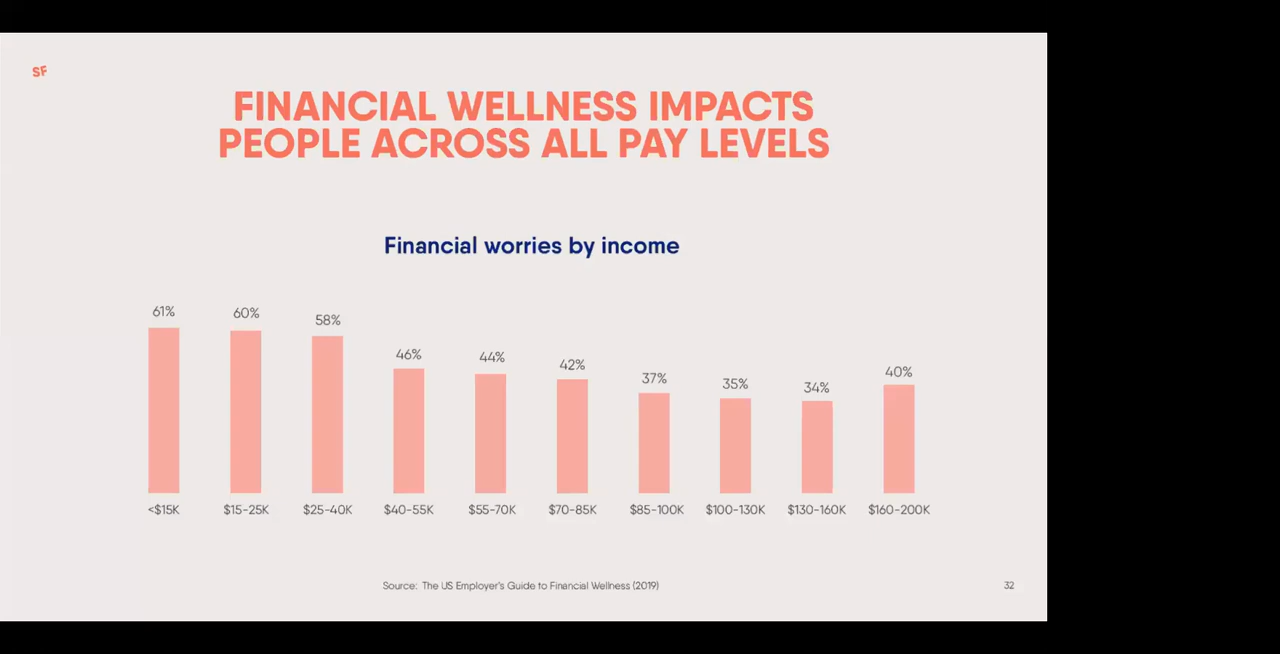 SF
FINANCIAL WELLNESS IMPACTS
PEOPLE ACROSS ALL PAY LEVELS
Financial worries by income
61% 60% 58% 46% 44% 42% 37% 35% 34% 40%
<$15K $15-25K $25-40K $40-55K $55-70K $70-85K $85-100K $100-130K $130-160K $160-200K
Source: The US Employer's Guide to Financial Wellness (2019)
32